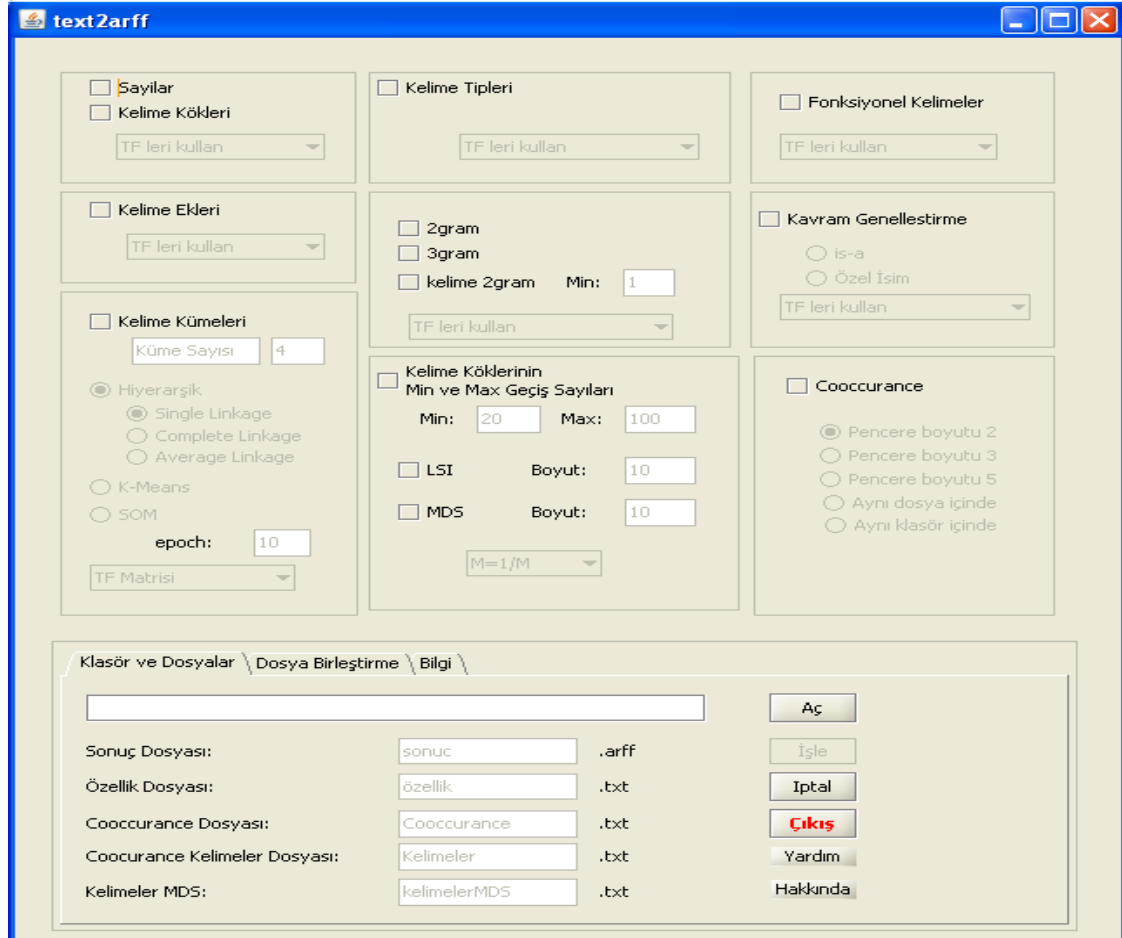 text2arff
Sayilar
Kelime Kökleri
TF leri kullan
Kelime Tipleri
TF leri kullan
Fonksiyonel Kelimeler
TF leri kullan
Kelime Ekleri
TF leri kullan
2gram
3gram
kelime 2gram Min: 1
TF leri kullan
Kavram Genellestirme
is-a
Özel İsim
TF leri kullan
Kelime Kümeleri
Küme Sayısı 4
Hiyerarşik
Single Linkage
Complete Linkage
Average Linkage
K-Means
SOM
epoch: 10
TF Matrisi
Kelime Köklerinin
Min ve Max Geçiş Sayıları
Min: 20 Max: 100
LSI Boyut: 10
MDS Boyut: 10
M=1/M
Cooccurance
Pencere boyutu 2
Pencere boyutu 3
Pencere boyutu 5
Aynı dosya içinde
Aynı klasör içinde
Klasör ve Dosyalar Dosya Birleştirme Bilgi
Aç
Sonuç Dosyası: sonuc .arff İşle
Özellik Dosyası: özellik .txt Iptal
Cooccurance Dosyası: Cooccurance .txt Çıkış
Coocurance Kelimeler Dosyası: Kelimeler .txt Yardım
Kelimeler MDS: kelimelerMDS .txt Hakkında